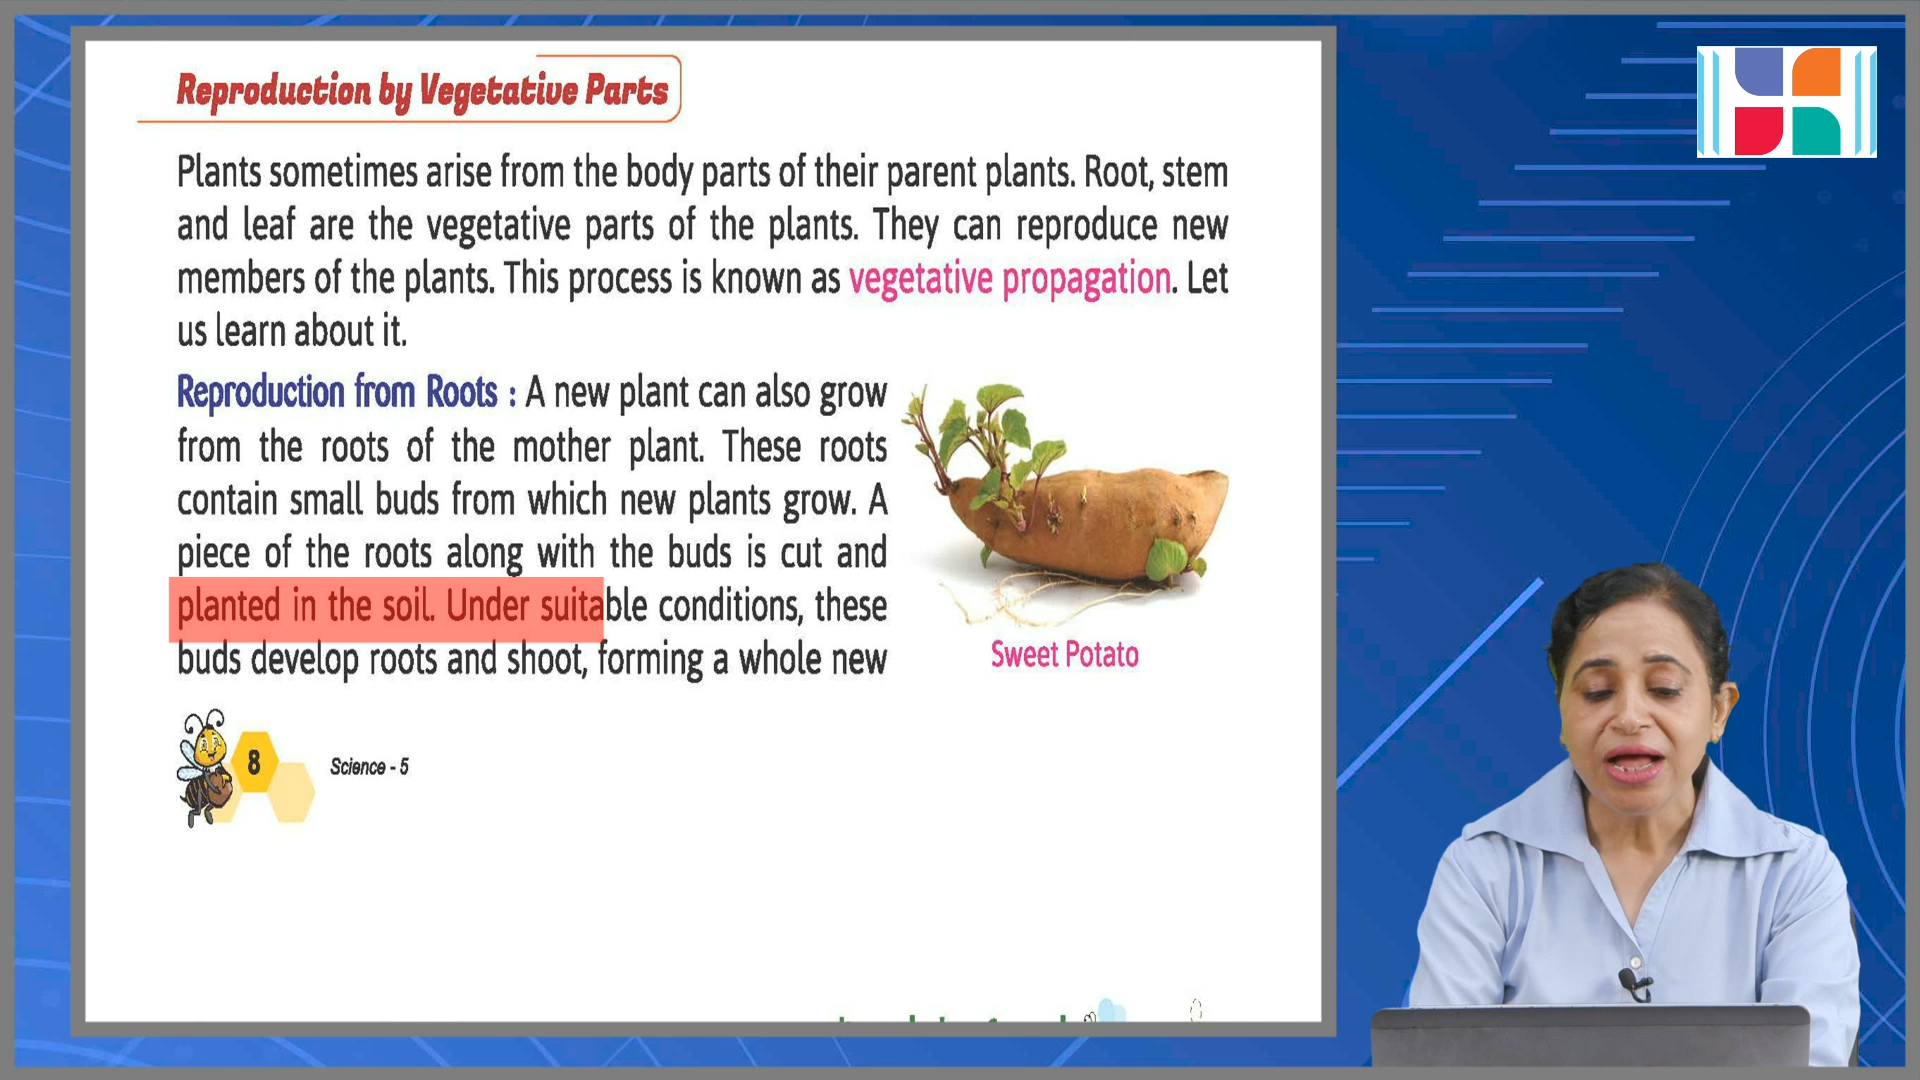 Reproduction by Vegetative Parts
Plants sometimes arise from the body parts of their parent plants. Root, stem
and leaf are the vegetative parts of the plants. They can reproduce new
members of the plants. This process is known as vegetative propagation. Let
us learn about it.
Reproduction from Roots : A new plant can also grow
from the roots of the mother plant. These roots
contain small buds from which new plants grow. A
piece of the roots along with the buds is cut and
planted in the soil. Under suitable conditions, these
buds develop roots and shoot, forming a whole new
Sweet Potato
8
Science - 5